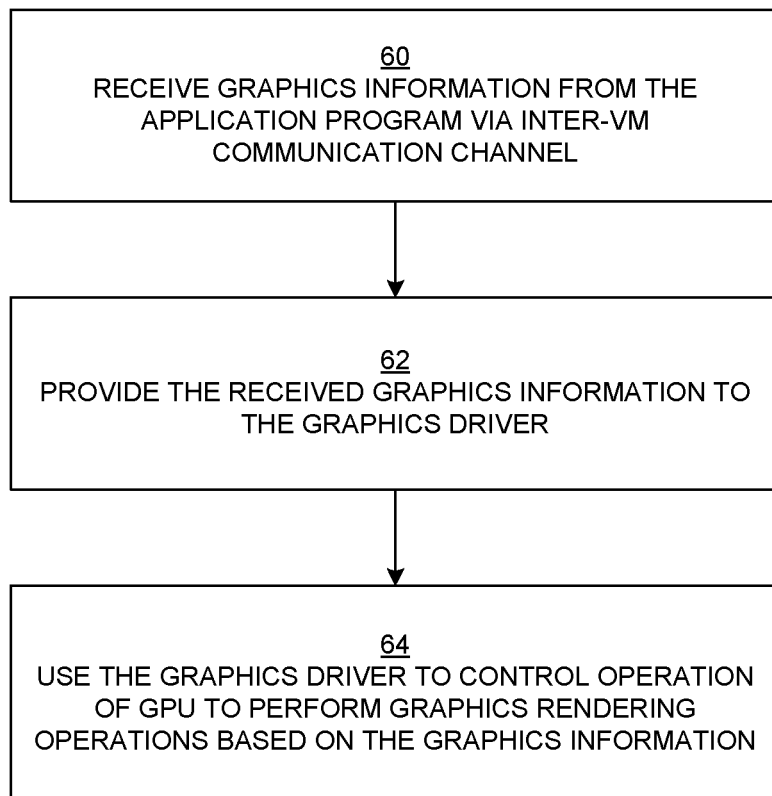 60
RECEIVE GRAPHICS INFORMATION FROM THE
APPLICATION PROGRAM VIA INTER-VM
COMMUNICATION CHANNEL
62
PROVIDE THE RECEIVED GRAPHICS INFORMATION TO
THE GRAPHICS DRIVER
64
USE THE GRAPHICS DRIVER TO CONTROL OPERATION
OF GPU TO PERFORM GRAPHICS RENDERING
OPERATIONS BASED ON THE GRAPHICS INFORMATION